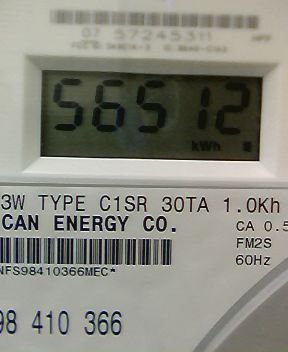 07 57245311
56512
kWh
3W TYPE C1SR 30TA 1.0Kh
CAN ENERGY CO.
CA 0.5
FM2S
60Hz
NFS98410366MEC*
98 410 366